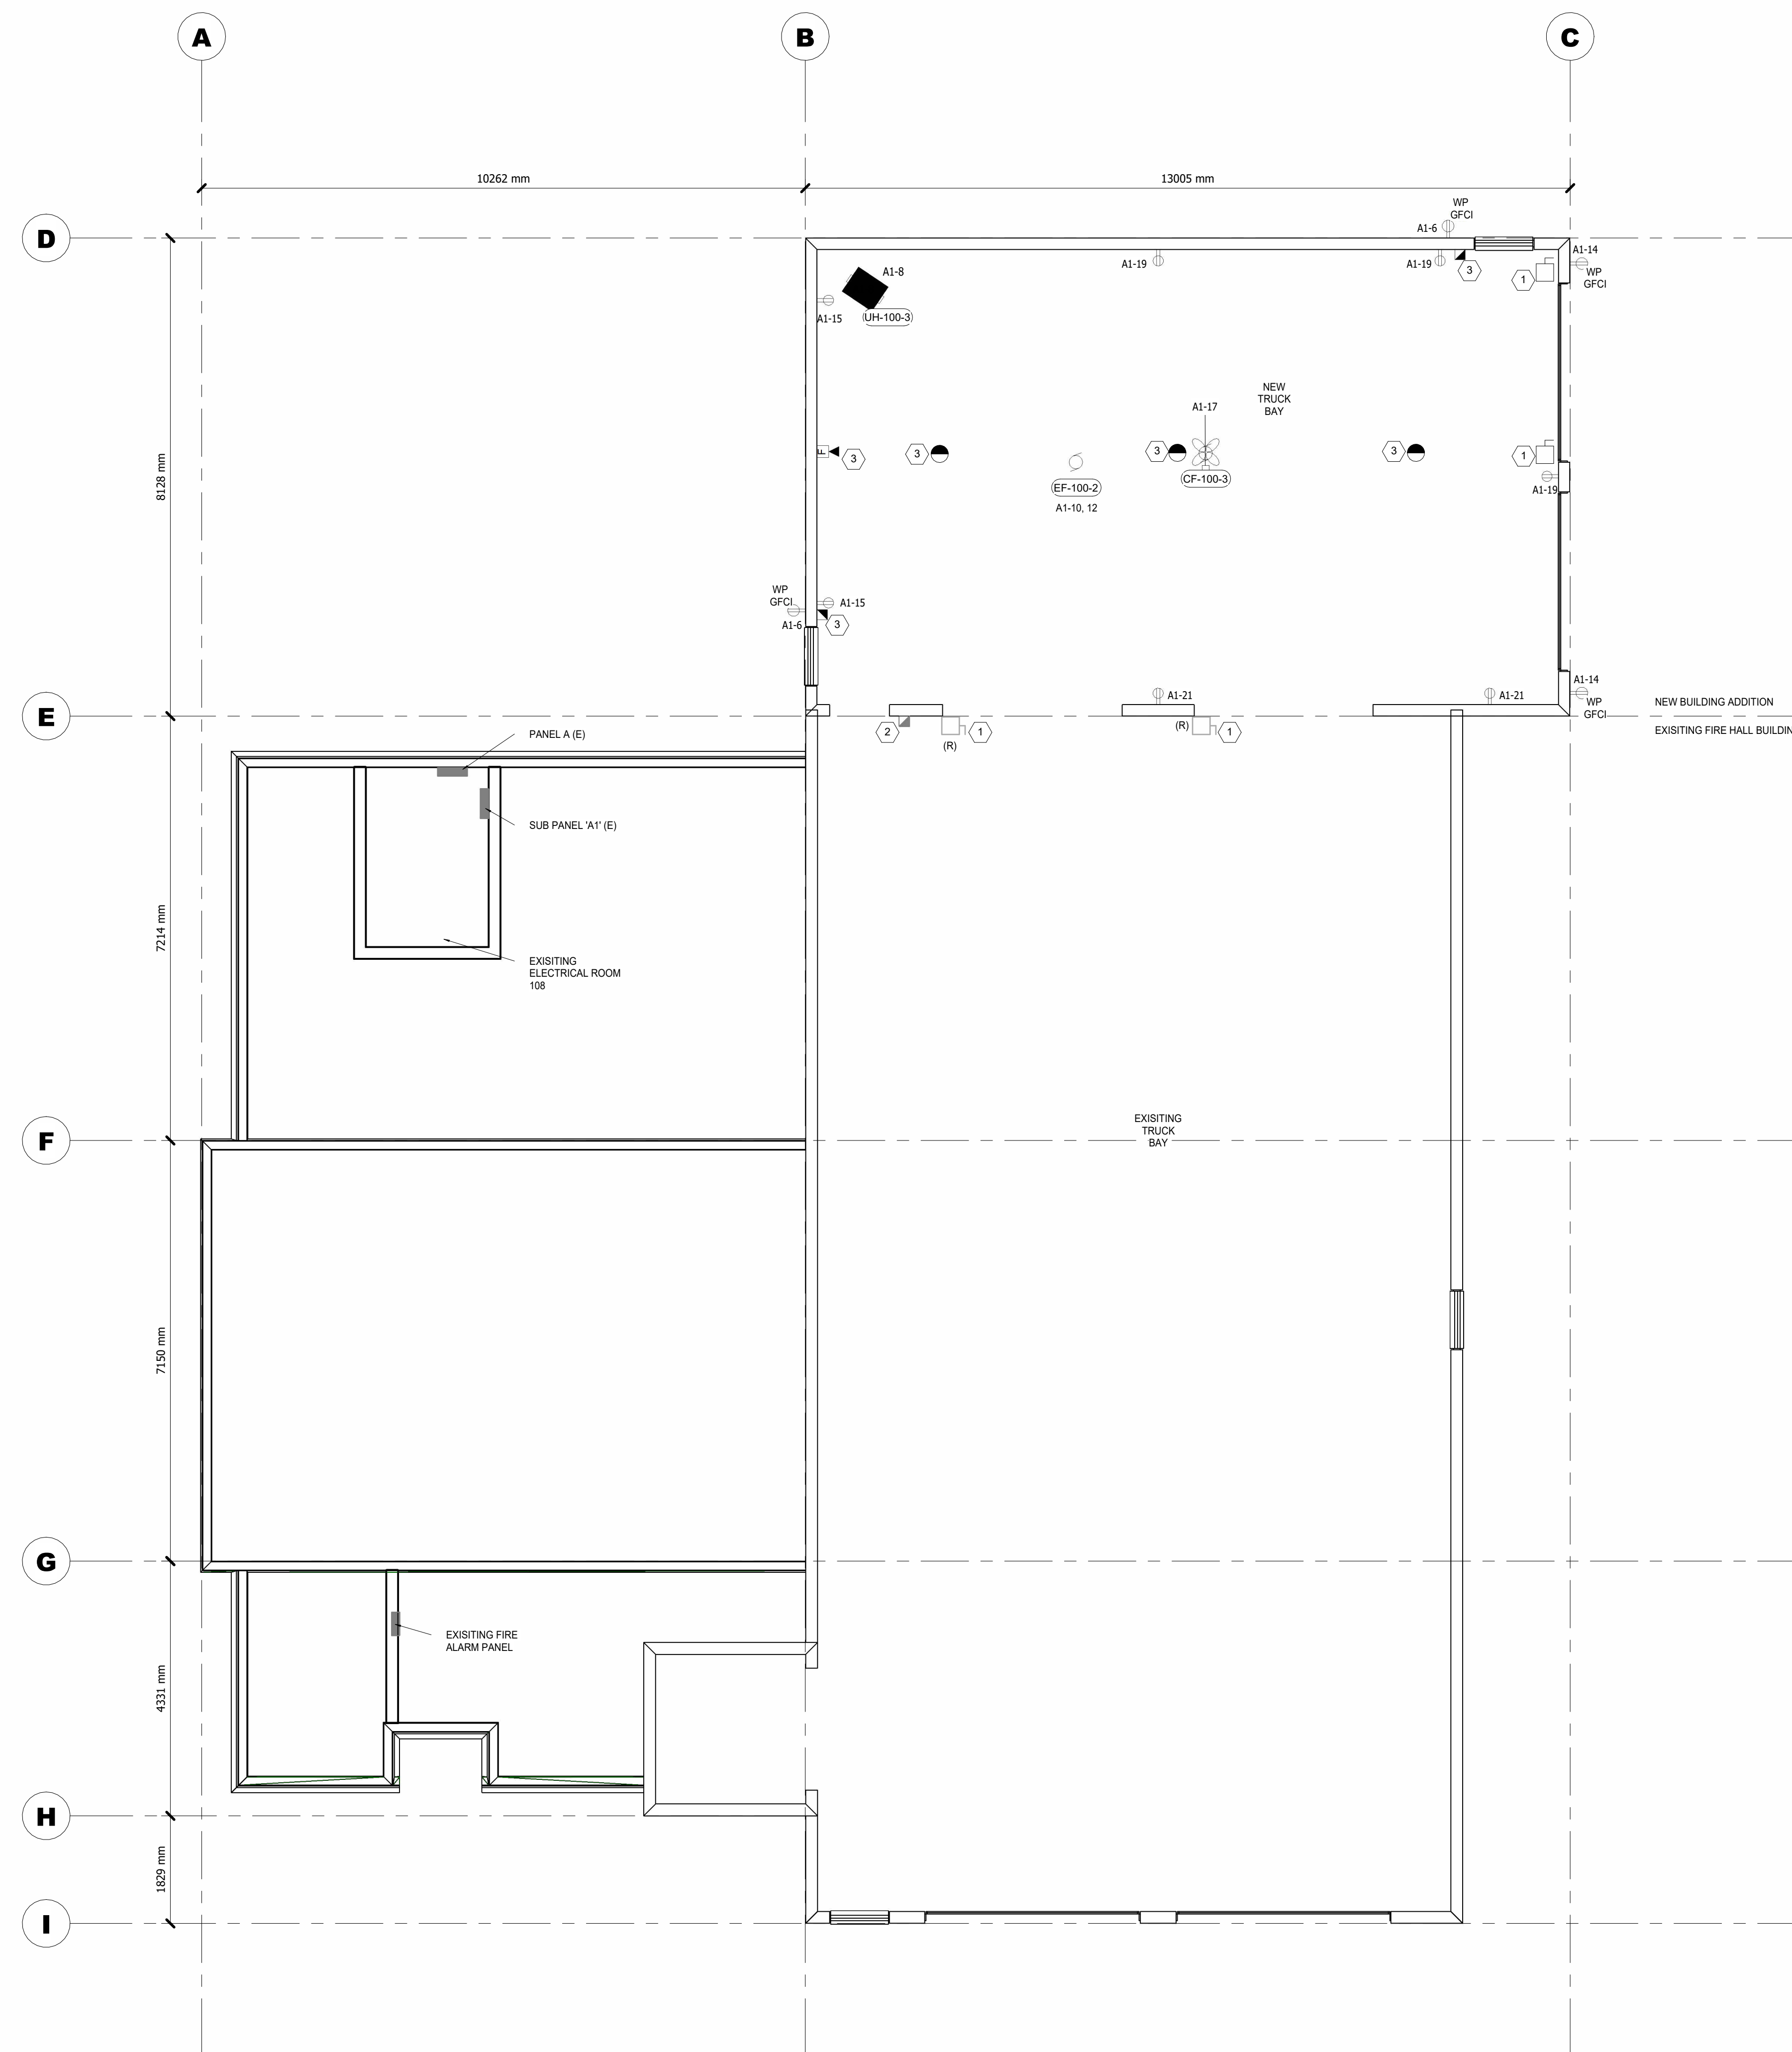 A
B
C
10262 mm
13005 mm
WP
GFCI
A1-6
D
A1-14
A1-19
A1-19
3
WP
GFCI
1
A1-8
UH-100-3
A1-15
NEW
TRUCK
BAY
A1-17
F
3
3
3
3
1
CF-100-3
EF-100-2
A1-10, 12
A1-19
8128 mm
WP
GFCI
A1-15
A1-6
3
A1-21
A1-21
A1-14
WP
GFCI
NEW BUILDING ADDITION
E
EXISITING FIRE HALL BUILDIN
2
(R)
1
(R)
1
PANEL A (E)
SUB PANEL 'A1' (E)
7214 mm
EXISITING
ELECTRICAL ROOM
108
F
EXISITING
TRUCK
BAY
7150 mm
G
EXISITING FIRE
ALARM PANEL
4331 mm
H
1829 mm
I